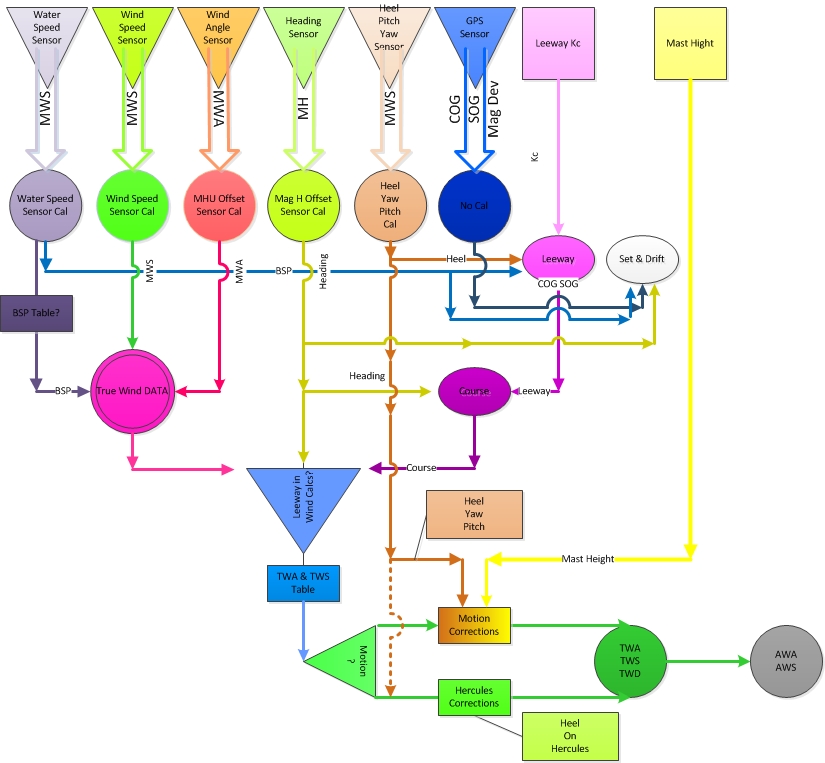 Water
Speed
Sensor
Wind
Speed
Sensor
Wind
Angle
Sensor
Heading
Sensor
Heel
Pitch
Yaw
Sensor
GPS
Sensor
Leeway Kc
Mast Hight
MWS
MWS
MWA
MH
MWS
COG
SOG
Mag Dev
Kc
Water Speed
Sensor Cal
Wind Speed
Sensor Cal
MHU Offset
Sensor Cal
Mag H Offset
Sensor Cal
Heel
Yaw
Pitch
Cal
No Cal
Heel
Leeway
Set & Drift
MWS
MWA
BSP
Heading
COG SOG
BSP Table?
Heading
BSP
True Wind DATA
Course
Leeway
Course
Leeway in
Wind Calcs?
Heel
Yaw
Pitch
Mast Height
TWA & TWS
Table
Motion
?
Motion
Corrections
TWA
TWS
TWD
AWA
AWS
Hercules
Corrections
Heel
On
Hercules